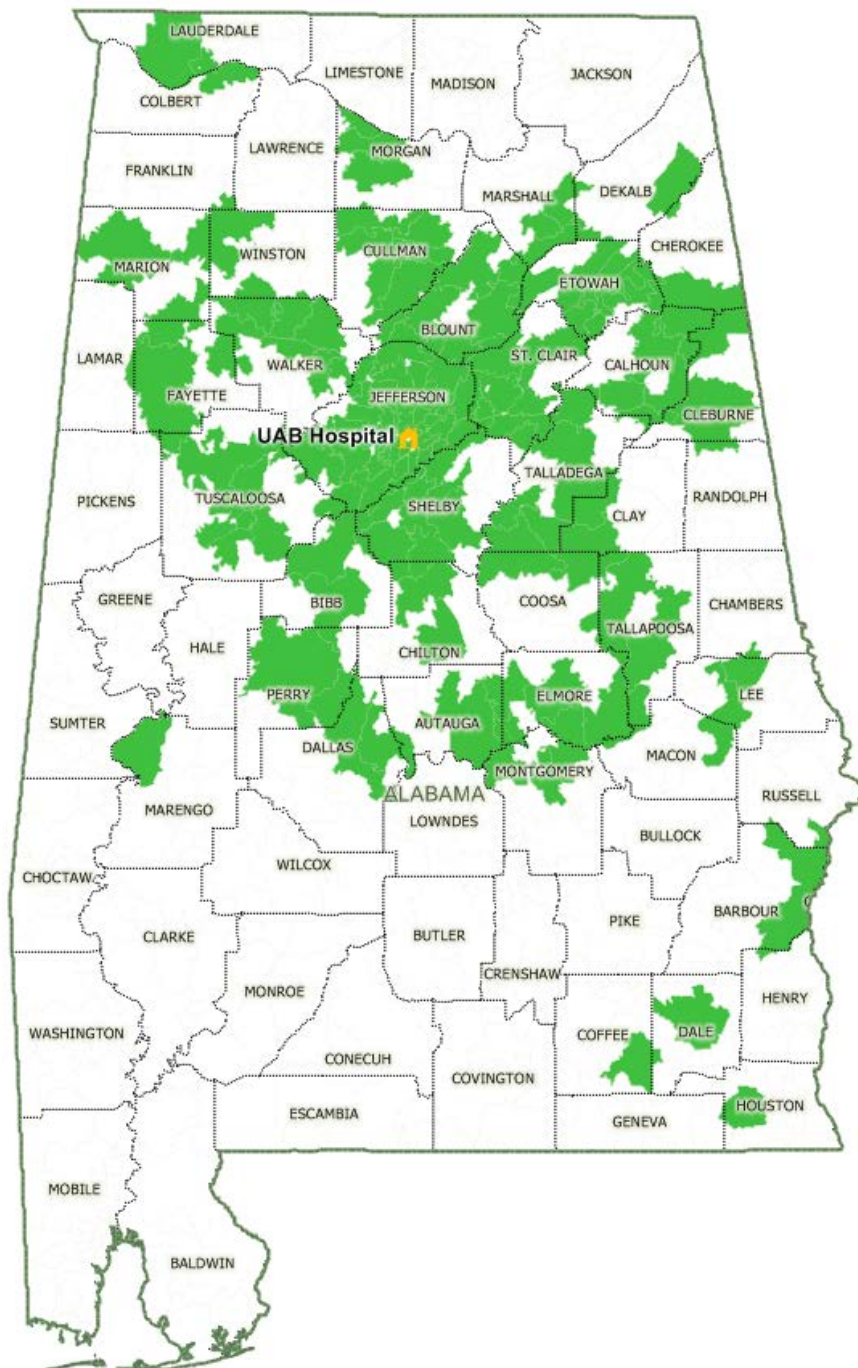 LAUDERDALE
LIMESTONE
MADISON
JACKSON
COLBERT
LAWRENCE
MORGAN
FRANKLIN
MARSHALL
DEKALB
CHEROKEE
MARION
WINSTON
CULLMAN
ETOWAH
BLOUNT
LAMAR
WALKER
ST. CLAIR
CALHOUN
FAYETTE
JEFFERSON
CLEBURNE
UAB Hospital
TALLADEGA
PICKENS
TUSCALOOSA
SHELBY
CLAY
RANDOLPH
GREENE
BIBB
COOSA
CHAMBERS
HALE
CHILTON
TALLAPOOSA
PERRY
ELMORE
LEE
SUMTER
DALLAS
AUTAUGA
MACON
MONTGOMERY
ALABAMA
MARENGO
LOWNDES
RUSSELL
BULLOCK
WILCOX
CHOCTAW
BARBOUR
CLARKE
BUTLER
PIKE
CRENSHAW
MONROE
HENRY
WASHINGTON
COFFEE
DALE
CONECUH
COVINGTON
ESCAMBIA
GENEVA
HOUSTON
MOBILE
BALDWIN